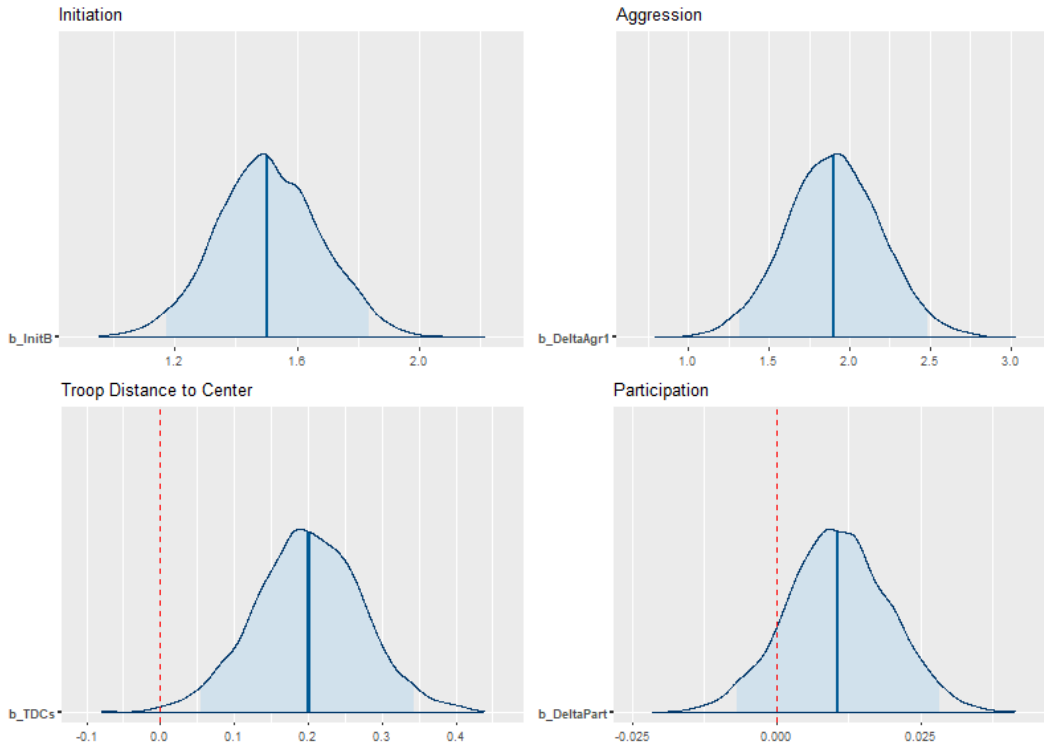 Initiation
b_InitB
1.2 1.6 2.0
Aggression
b_DeltaAgr1
1.0 1.5 2.0 2.5 3.0
Troop Distance to Center
b_TDCs
-0.1 0.0 0.1 0.2 0.3 0.4
Participation
b_DeltaPart
-0.025 0.000 0.025